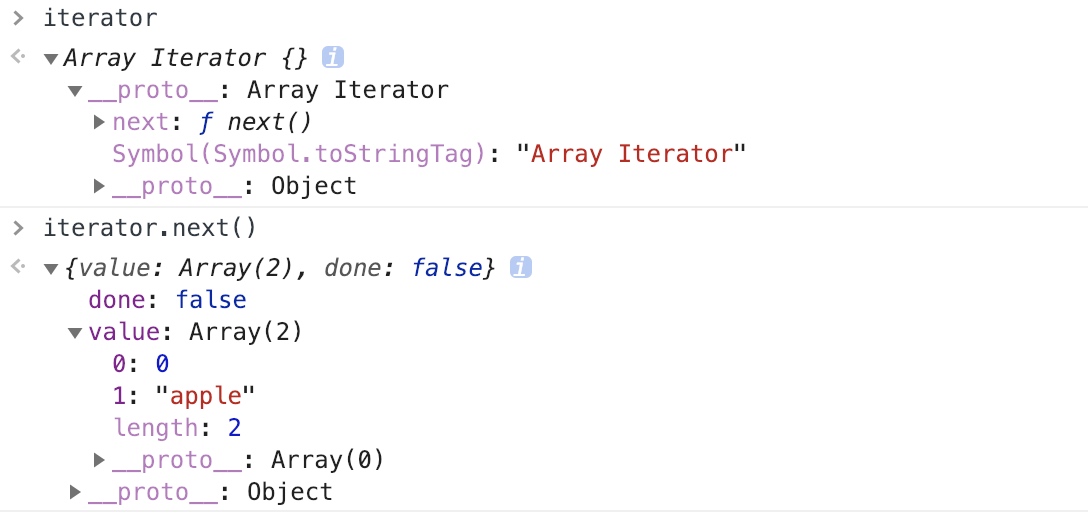 > iterator
<· ▼Array Iterator {} i
▼__proto__: Array Iterator
▶next: ƒ next()
Symbol(Symbol.toStringTag): "Array Iterator"
▶__proto__: Object
> iterator.next()
<· ▼{value: Array(2), done: false} i
done: false
▼value: Array(2)
0: 0
1: "apple"
length: 2
▶__proto__: Array(0)
▶__proto__: Object